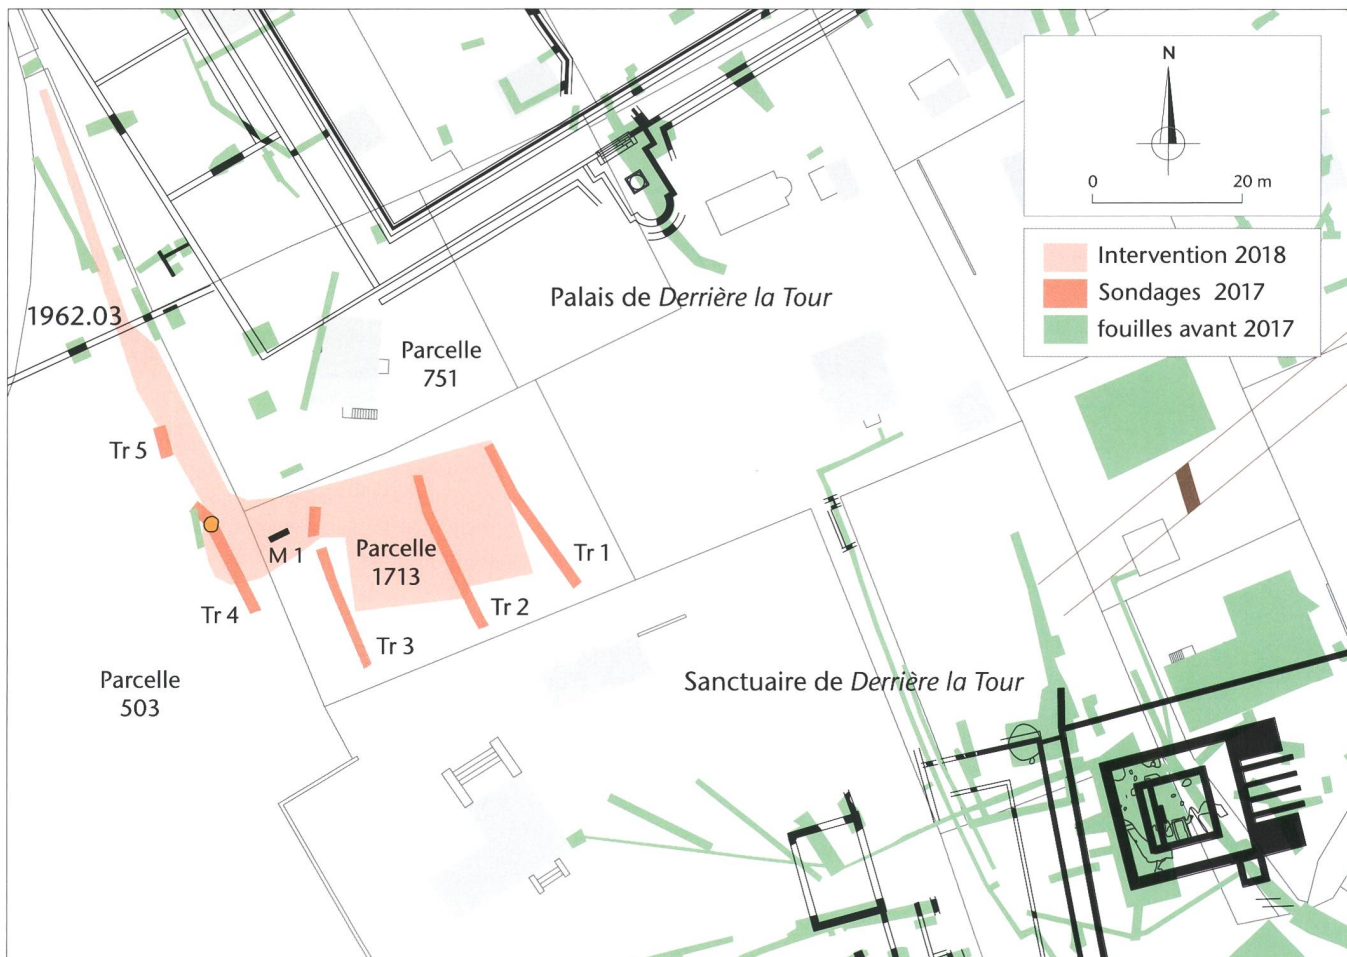 N
0 20 m
Intervention 2018
Sondages 2017
fouilles avant 2017
Palais de Derrière la Tour
1962.03
Parcelle
751
Tr 5
M 1
Parcelle
1713
Tr 1
Tr 2
Tr 3
Tr 4
Parcelle
503
Sanctuaire de Derrière la Tour